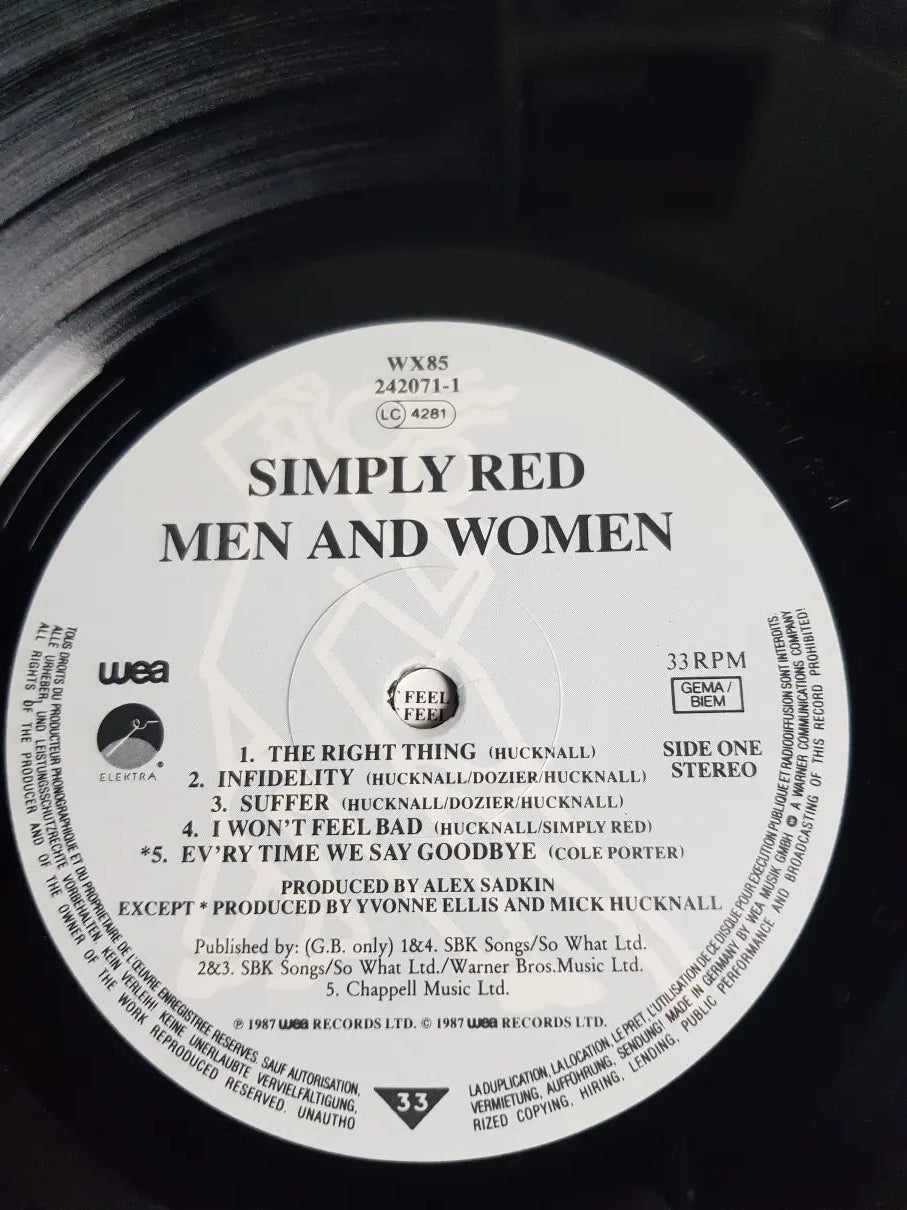 WX85
242071-1
LC 4281
SIMPLY RED
MEN AND WOMEN
wea
ELEKTRA
33 RPM
GEMA/
BIEM
SIDE ONE
STEREO
FEEL
FEEL
1. THE RIGHT THING (HUCKNALL)
2. INFIDELITY (HUCKNALL/DOZIER/HUCKNALL)
3. SUFFER (HUCKNALL/DOZIER/HUCKNALL)
4. I WON'T FEEL BAD (HUCKNALL/SIMPLY RED)
*5. EV'RY TIME WE SAY GOODBYE (COLE PORTER)
PRODUCED BY ALEX SADKIN
EXCEPT * PRODUCED BY YVONNE ELLIS AND MICK HUCKNALL
Published by: (G.B. only) 1&4. SBK Songs/So What Ltd.
2&3. SBK Songs/So What Ltd./Warner Bros.Music Ltd.
5. Chappell Music Ltd.
℗ 1987 wea RECORDS LTD. © 1987 wea RECORDS LTD.
33
TOUS DROITS DU PRODUCTEUR PHONOGRAPHIQUE ET DU PROPRIETAIRE DE L'ŒUVRE ENREGISTREE RESERVES. SAUF AUTORISATION,
LA DUPLICATION, LA LOCATION, LE PRET, L'UTILISATION DE CE DISQUE POUR EXECUTION PUBLIQUE ET RADIODIFFUSION SONT INTERDITS.
ALLE URHEBER- UND LEISTUNGSSCHUTZRECHTE VORBEHALTEN. KEIN VERLEIH! KEINE UNERLAUBTE VERVIELFÄLTIGUNG,
VERMIETUNG, AUFFÜHRUNG, SENDUNG! MADE IN GERMANY BY WEA MUSIK GMBH A WARNER COMMUNICATIONS COMPANY
ALL RIGHTS OF THE PRODUCER AND OF THE OWNER OF THE WORK REPRODUCED RESERVED. UNAUTHO
RIZED COPYING, HIRING, LENDING, PUBLIC PERFORMANCE AND BROADCASTING OF THIS RECORD PROHIBITED!